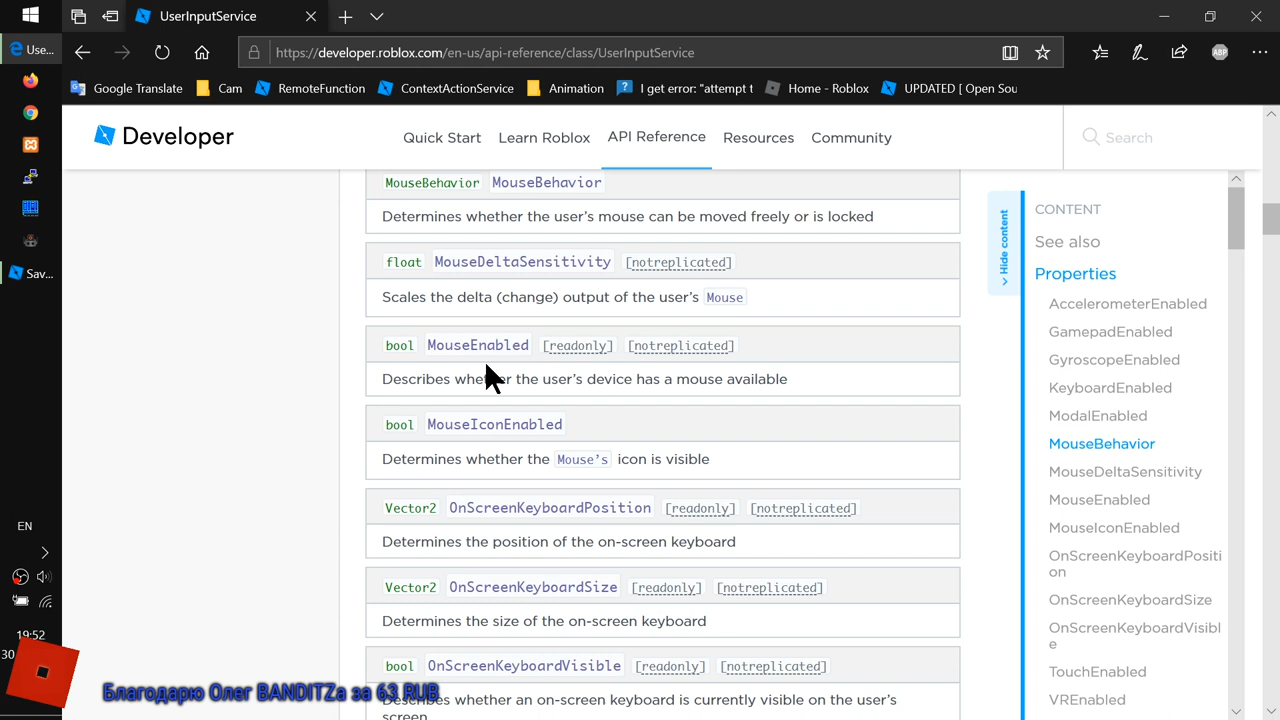 UserInputService
Use...
https://developer.roblox.com/en-us/api-reference/class/UserInputService
ABP
Google Translate
Cam
RemoteFunction
ContextActionService
Animation
I get error: "attempt t
Home - Roblox
UPDATED [ Open Sou
Developer
Quick Start
Learn Roblox
API Reference
Resources
Community
Search
MouseBehavior MouseBehavior
Determines whether the user's mouse can be moved freely or is locked
float MouseDeltaSensitivity [notreplicated]
Scales the delta (change) output of the user's Mouse
bool MouseEnabled [readonly] [notreplicated]
Describes whether the user's device has a mouse available
bool MouseIconEnabled
Determines whether the Mouse's icon is visible
Vector2 OnScreenKeyboardPosition [readonly] [notreplicated]
Determines the position of the on-screen keyboard
Vector2 OnScreenKeyboardSize [readonly] [notreplicated]
Determines the size of the on-screen keyboard
bool OnScreenKeyboardVisible [readonly] [notreplicated]
Describes whether an on-screen keyboard is currently visible on the user's
screen
Hide content
CONTENT
See also
Properties
AccelerometerEnabled
GamepadEnabled
GyroscopeEnabled
KeyboardEnabled
ModalEnabled
MouseBehavior
MouseDeltaSensitivity
MouseEnabled
MouseIconEnabled
OnScreenKeyboardPositi
on
OnScreenKeyboardSize
OnScreenKeyboardVisibl
e
TouchEnabled
VREnabled
Sav...
EN
19:52
30
Благодарю Олег BANDITZа за 63 RUB